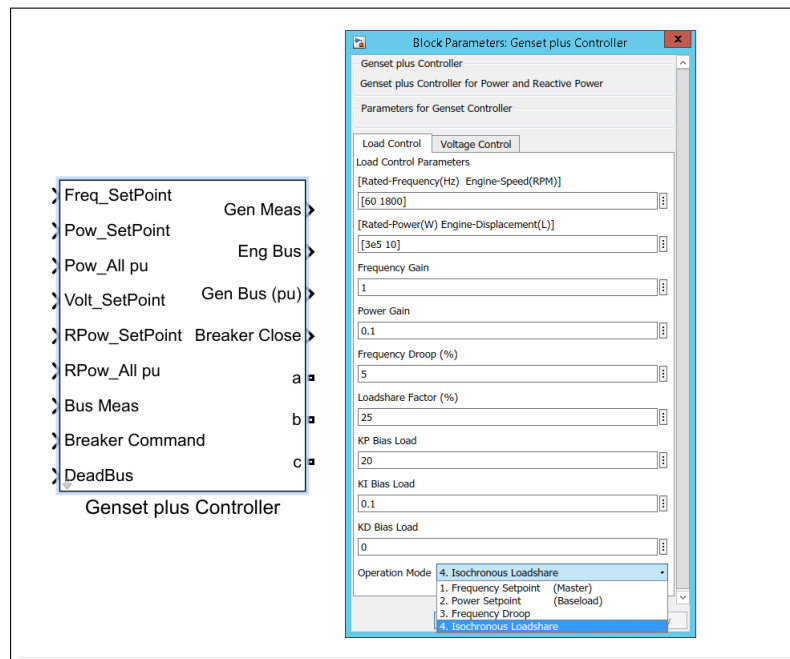 Freq_SetPoint
Pow_SetPoint
Pow_All pu
Volt_SetPoint
RPow_SetPoint
RPow_All pu
Bus Meas
Breaker Command
DeadBus
Gen Meas
Eng Bus
Gen Bus (pu)
Breaker Close
a
b
c
Genset plus Controller
Block Parameters: Genset plus Controller
x
Genset plus Controller
Genset plus Controller for Power and Reactive Power
Parameters for Genset Controller
Load Control Voltage Control
Load Control Parameters
[Rated-Frequency(Hz) Engine-Speed(RPM)]
[60 1800]
[Rated-Power(W) Engine-Displacement(L)]
[3e5 10]
Frequency Gain
1
Power Gain
0.1
Frequency Droop (%)
5
Loadshare Factor (%)
25
KP Bias Load
20
KI Bias Load
0.1
KD Bias Load
0
Operation Mode 4. Isochronous Loadshare
1. Frequency Setpoint (Master)
2. Power Setpoint (Baseload)
3. Frequency Droop
4. Isochronous Loadshare